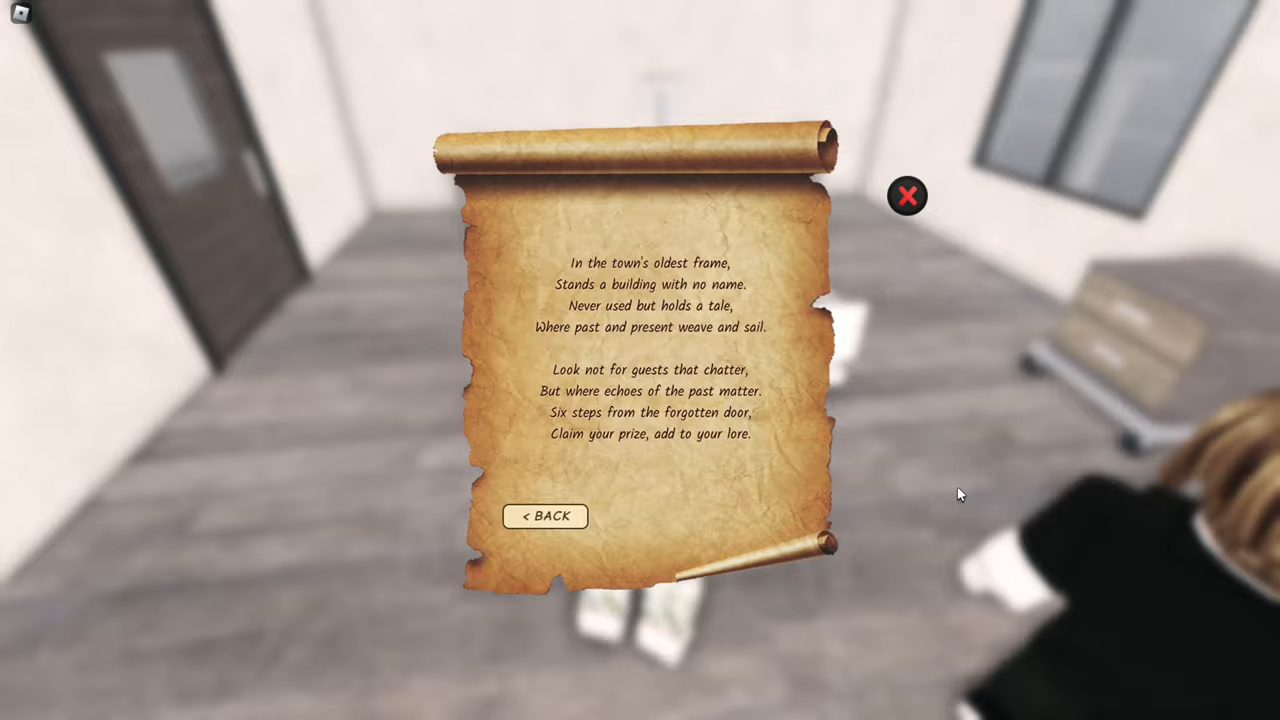 In the town's oldest frame,
Stands a building with no name.
Never used but holds a tale,
Where past and present weave and sail.
Look not for guests that chatter,
But where echoes of the past matter.
Six steps from the forgotten door,
Claim your prize, add to your lore.
< BACK